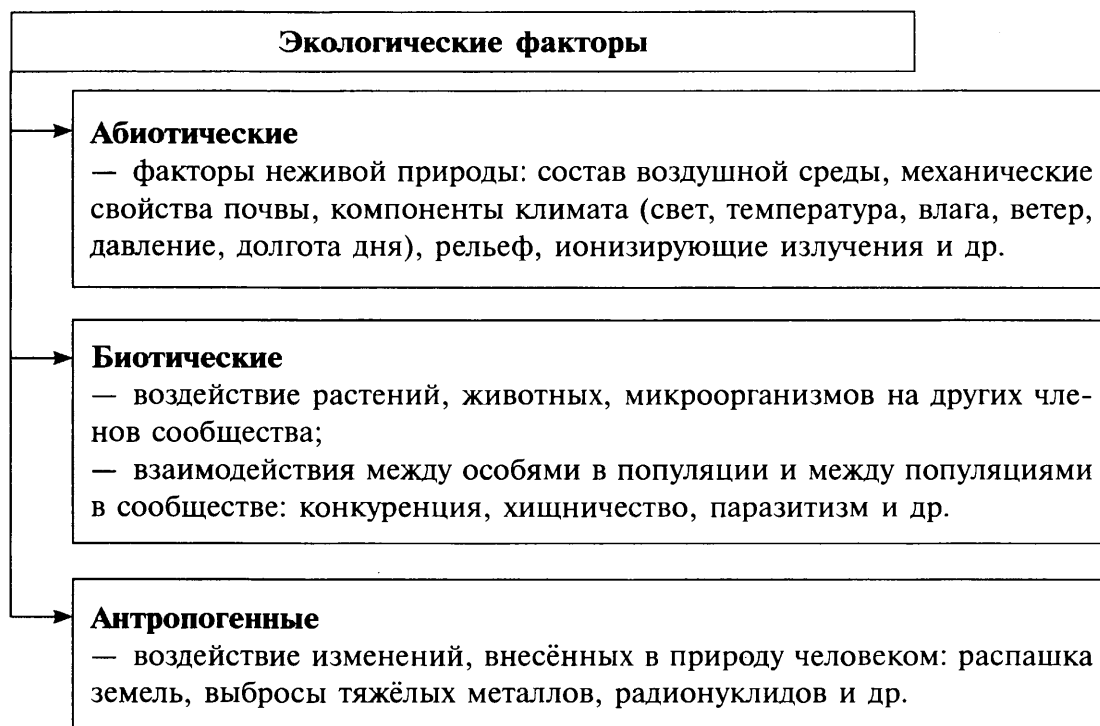 Экологические факторы
Абиотические
— факторы неживой природы: состав воздушной среды, механические
свойства почвы, компоненты климата (свет, температура, влага, ветер,
давление, долгота дня), рельеф, ионизирующие излучения и др.
Биотические
— воздействие растений, животных, микроорганизмов на других чле-
нов сообщества;
— взаимодействия между особями в популяции и между популяциями
в сообществе: конкуренция, хищничество, паразитизм и др.
Антропогенные
— воздействие изменений, внесённых в природу человеком: распашка
земель, выбросы тяжёлых металлов, радионуклидов и др.